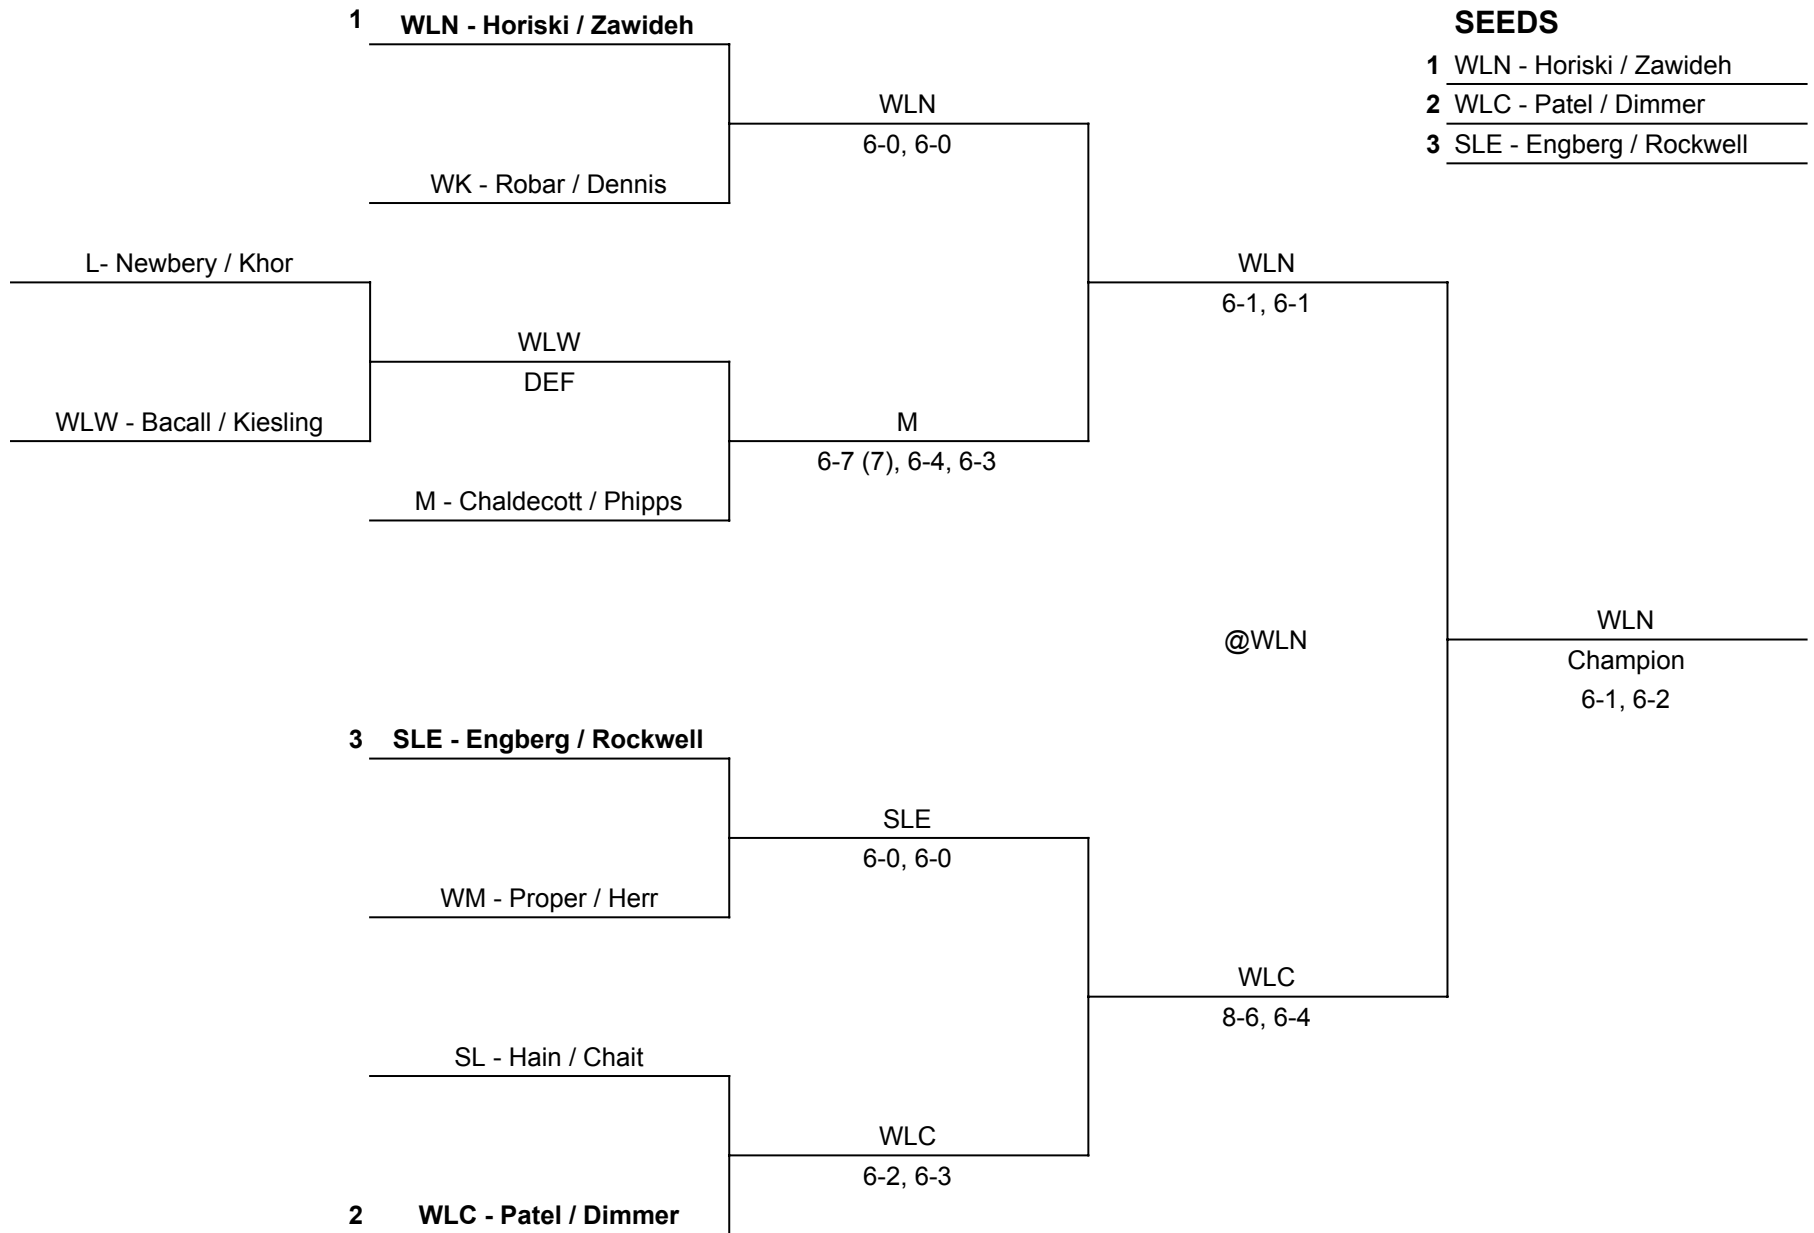 1 WLN - Horiski / Zawideh
SEEDS
1 WLN - Horiski / Zawideh
2 WLC - Patel / Dimmer
3 SLE - Engberg / Rockwell
WLN
6-0, 6-0
WK - Robar / Dennis
L- Newbery / Khor
WLN
6-1, 6-1
WLW
DEF
WLW - Bacall / Kiesling
M
6-7 (7), 6-4, 6-3
M - Chaldecott / Phipps
@WLN
WLN
Champion
6-1, 6-2
3 SLE - Engberg / Rockwell
SLE
6-0, 6-0
WM - Proper / Herr
WLC
8-6, 6-4
SL - Hain / Chait
WLC
6-2, 6-3
2 WLC - Patel / Dimmer